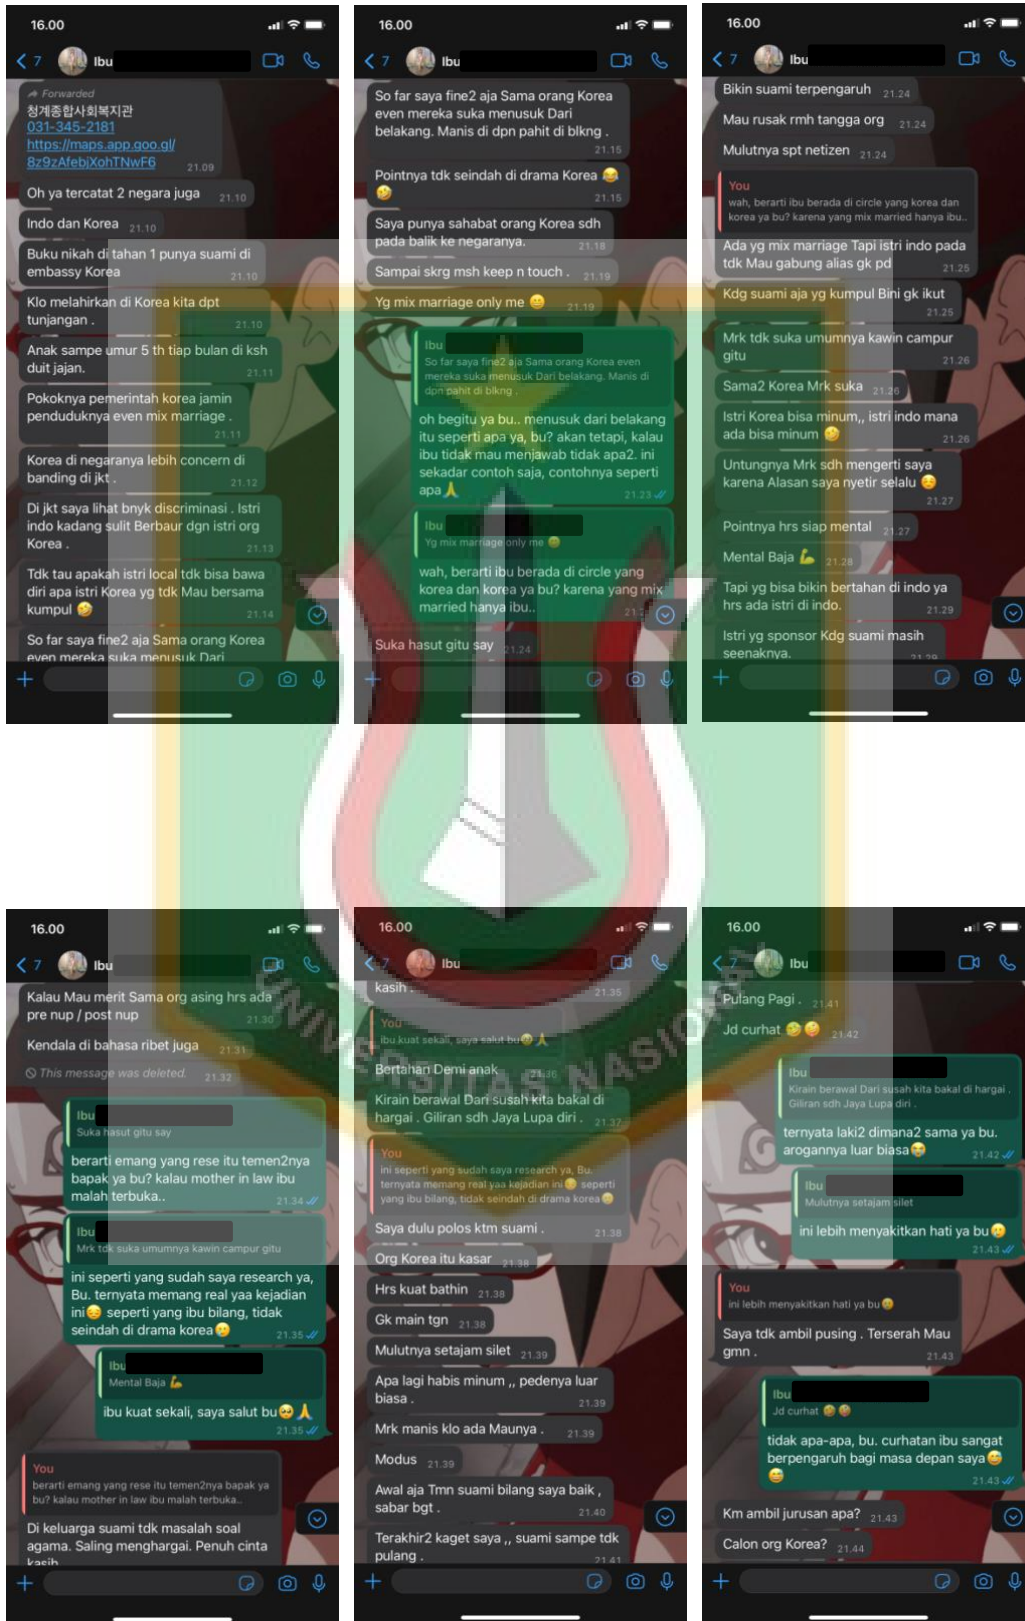 16.00
7 Ibu
Forwarded
청계종합사회복지관
031-345-2181
https://maps.app.goo.gl/
8z9zAfebjXohTNwF6 21.09
Oh ya tercatat 2 negara juga 21.10
Indo dan Korea 21.10
Buku nikah di tahan 1 punya suami di
embassy Korea 21.10
Klo melahirkan di Korea kita dpt
tunjangan . 21.10
Anak sampe umur 5 th tiap bulan di ksh
duit jajan. 21.11
Pokoknya pemerintah korea jamin
penduduknya even mix marriage .
21.11
Korea di negaranya lebih concern di
banding di jkt . 21.12
Di jkt saya lihat bnyk discriminasi . Istri
indo kadang sulit Berbaur dgn istri org
Korea . 21.13
Tdk tau apakah istri local tdk bisa bawa
diri apa istri Korea yg tdk Mau bersama
kumpul 🤣 21.14
So far saya fine2 aja Sama orang Korea
even mereka suka menusuk Dari
16.00
7 Ibu
So far saya fine2 aja Sama orang Korea
even mereka suka menusuk Dari
belakang. Manis di dpn pahit di blkng .
21.15
Pointnya tdk seindah di drama Korea 😂
🤣 21.15
Saya punya sahabat orang Korea sdh
pada balik ke negaranya. 21.18
Sampai skrg msh keep n touch . 21.19
Yg mix marriage only me 😄 21.19
Ibu
So far saya fine2 aja Sama orang Korea even
mereka suka menusuk Dari belakang. Manis di
dpn pahit di blkng .
oh begitu ya bu.. menusuk dari belakang
itu seperti apa ya, bu? akan tetapi, kalau
ibu tidak mau menjawab tidak apa2. ini
sekadar contoh saja, contohnya seperti
apa🙏 21.23
Ibu
Yg mix marriage only me 😄
wah, berarti ibu berada di circle yang
korea dan korea ya bu? karena yang mix
married hanya ibu..
Suka hasut gitu say 21.24
16.00
7 Ibu
Bikin suami terpengaruh 21.24
Mau rusak rmh tangga org 21.24
Mulutnya spt netizen 21.24
You
wah, berarti ibu berada di circle yang korea dan
korea ya bu? karena yang mix married hanya ibu..
Ada yg mix marriage Tapi istri indo pada
tdk Mau gabung alias gk pd 21.25
Kdg suami aja yg kumpul Bini gk ikut
21.25
Mrk tdk suka umumnya kawin campur
gitu 21.26
Sama2 Korea Mrk suka 21.26
Istri Korea bisa minum,, istri indo mana
ada bisa minum 🤣 21.26
Untungnya Mrk sdh mengerti saya
karena Alasan saya nyetir selalu ☺️
21.27
Pointnya hrs siap mental 21.27
Mental Baja 💪 21.28
Tapi yg bisa bikin bertahan di indo ya
hrs ada istri di indo. 21.29
Istri yg sponsor Kdg suami masih
seenaknya. 21.29
16.00
7 Ibu
Kalau Mau merit Sama org asing hrs ada
pre nup / post nup 21.30
Kendala di bahasa ribet juga 21.31
This message was deleted. 21.32
Ibu
Suka hasut gitu say
berarti emang yang rese itu temen2nya
bapak ya bu? kalau mother in law ibu
malah terbuka.. 21.34
Ibu
Mrk tdk suka umumnya kawin campur gitu
ini seperti yang sudah saya research ya,
Bu. ternyata memang real yaa kejadian
ini😔 seperti yang ibu bilang, tidak
seindah di drama korea🥲 21.35
Ibu
Mental Baja 💪
ibu kuat sekali, saya salut bu🥺🙏
21.35
You
berarti emang yang rese itu temen2nya bapak ya
bu? kalau mother in law ibu malah terbuka..
Di keluarga suami tdk masalah soal
agama. Saling menghargai. Penuh cinta
kasih
16.00
7 Ibu
kasih . 21.35
You
ibu kuat sekali, saya salut bu🥺🙏
Bertahan Demi anak 21.36
Kirain berawal Dari susah kita bakal di
hargai . Giliran sdh Jaya Lupa diri . 21.37
You
ini seperti yang sudah saya research ya, Bu.
ternyata memang real yaa kejadian ini😔 seperti
yang ibu bilang, tidak seindah di drama korea🥲
Saya dulu polos ktm suami . 21.38
Org Korea itu kasar 21.38
Hrs kuat bathin 21.38
Gk main tgn 21.38
Mulutnya setajam silet 21.39
Apa lagi habis minum ,, pedenya luar
biasa . 21.39
Mrk manis klo ada Maunya . 21.39
Modus 21.39
Awal aja Tmn suami bilang saya baik ,
sabar bgt . 21.40
Terakhir2 kaget saya ,, suami sampe tdk
pulang . 21.41
16.00
7 Ibu
Pulang Pagi . 21.41
Jd curhat 🤣🤪 21.42
Ibu
Kirain berawal Dari susah kita bakal di hargai .
Giliran sdh Jaya Lupa diri .
ternyata laki2 dimana2 sama ya bu.
arogannya luar biasa😭 21.42
Ibu
Mulutnya setajam silet
ini lebih menyakitkan hati ya bu🥲
21.43
You
ini lebih menyakitkan hati ya bu🥲
Saya tdk ambil pusing . Terserah Mau
gmn . 21.43
Ibu
Jd curhat 🤣🤪
tidak apa-apa, bu. curhatan ibu sangat
berpengaruh bagi masa depan saya😅
😅 21.43
Km ambil jurusan apa? 21.43
Calon org Korea? 21.44
UNIVERSITAS NASIONAL